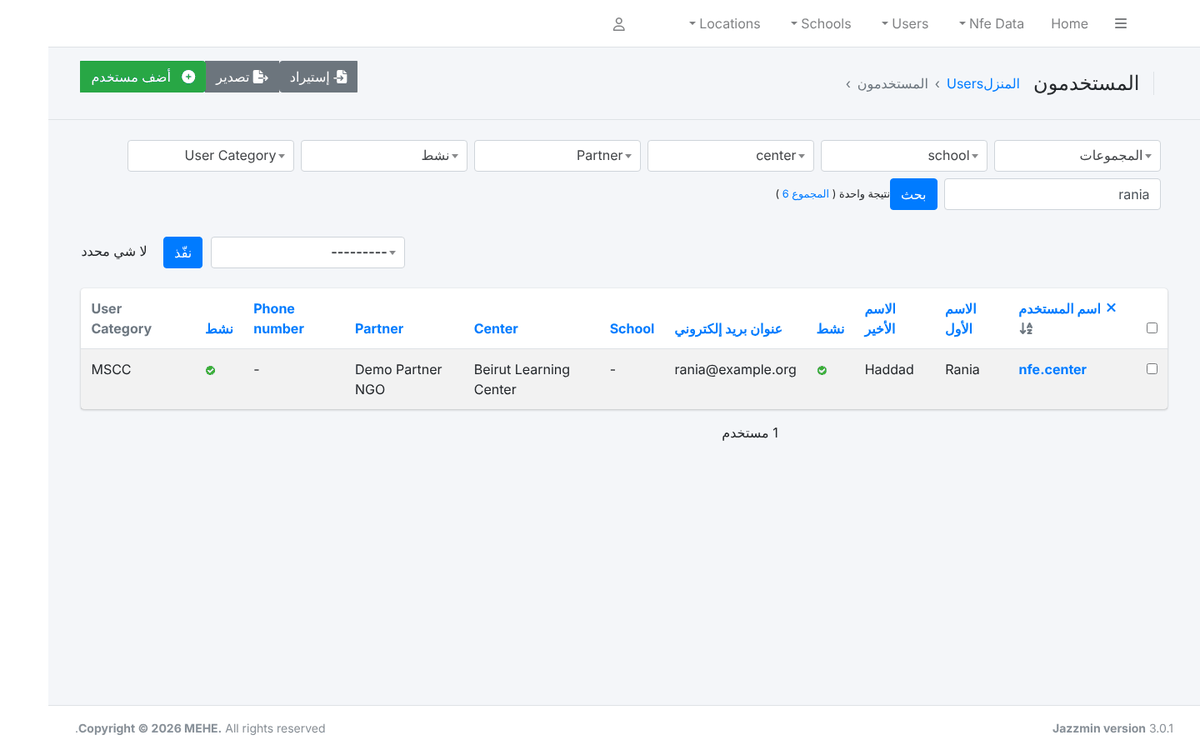 Home Nfe Data Users Schools Locations
المستخدمون المنزل Users › المستخدمون ›
إستيراد تصدير أضف مستخدم
المجموعات school center Partner نشط User Category
rania بحث نتيجة واحدة ( المجموع 6 )
--------- نفّذ لا شي محدد
اسم المستخدم الاسم الأول الاسم الأخير نشط عنوان بريد إلكتروني School Center Partner Phone number نشط User Category
nfe.center Rania Haddad rania@example.org - Beirut Learning Center Demo Partner NGO - MSCC
1 مستخدم
Jazzmin version 3.0.1
Copyright © 2026 MEHE. All rights reserved.